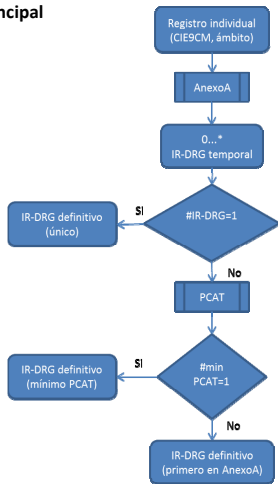 ncipal
Registro individual
(CIE9CM, ámbito)
AnexoA
0...*
IR-DRG temporal
#IR-DRG=1
SI
IR-DRG definitivo
(único)
No
PCAT
#min
PCAT=1
SI
IR-DRG definitivo
(mínimo PCAT)
No
IR-DRG definitivo
(primero en AnexoA)